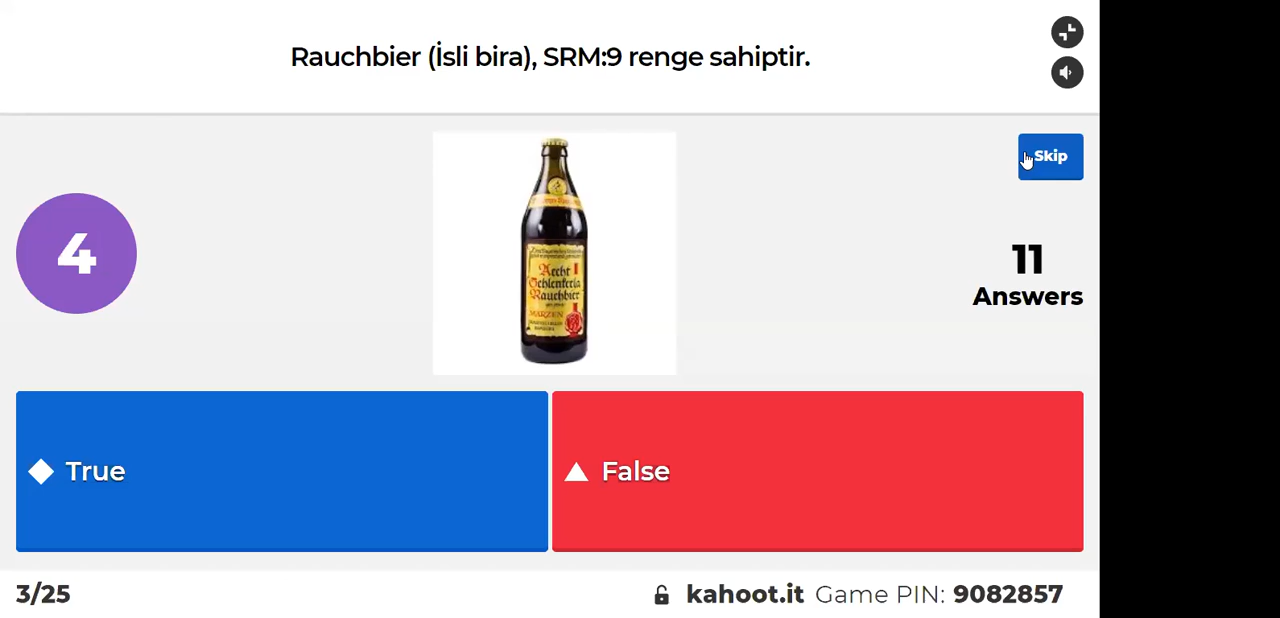 Rauchbier (İsli bira), SRM:9 renge sahiptir.
Skip
4
11
Answers
Aecht
Schlenkerla
Rauchbier
MÄRZEN
True
False
3/25
kahoot.it Game PIN: 9082857